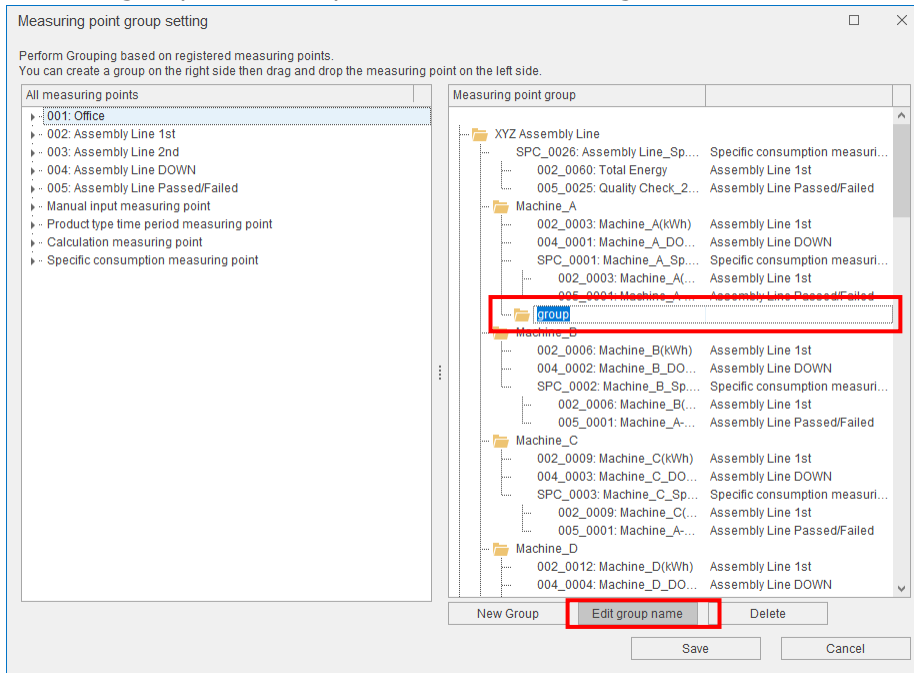 Measuring point group setting
Perform Grouping based on registered measuring points.
You can create a group on the right side then drag and drop the measuring point on the left side.
All measuring points
001: Office
002: Assembly Line 1st
003: Assembly Line 2nd
004: Assembly Line DOWN
005: Assembly Line Passed/Failed
Manual input measuring point
Product type time period measuring point
Calculation measuring point
Specific consumption measuring point
Measuring point group
XYZ Assembly Line
SPC_0026: Assembly Line_Sp.... Specific consumption measuri...
002_0060: Total Energy Assembly Line 1st
005_0025: Quality Check_2... Assembly Line Passed/Failed
Machine_A
002_0003: Machine_A(kWh) Assembly Line 1st
004_0001: Machine_A_DO... Assembly Line DOWN
SPC_0001: Machine_A_Sp.... Specific consumption measuri...
002_0003: Machine_A(... Assembly Line 1st
005_0001: Machine_A-... Assembly Line Passed/Failed
group
Machine_B
002_0006: Machine_B(kWh) Assembly Line 1st
004_0002: Machine_B_DO... Assembly Line DOWN
SPC_0002: Machine_B_Sp.... Specific consumption measuri...
002_0006: Machine_B(... Assembly Line 1st
005_0001: Machine_A-... Assembly Line Passed/Failed
Machine_C
002_0009: Machine_C(kWh) Assembly Line 1st
004_0003: Machine_C_DO... Assembly Line DOWN
SPC_0003: Machine_C_Sp... Specific consumption measuri...
002_0009: Machine_C(... Assembly Line 1st
005_0001: Machine_A-... Assembly Line Passed/Failed
Machine_D
002_0012: Machine_D(kWh) Assembly Line 1st
004_0004: Machine_D_DO... Assembly Line DOWN
New Group Edit group name Delete
Save Cancel